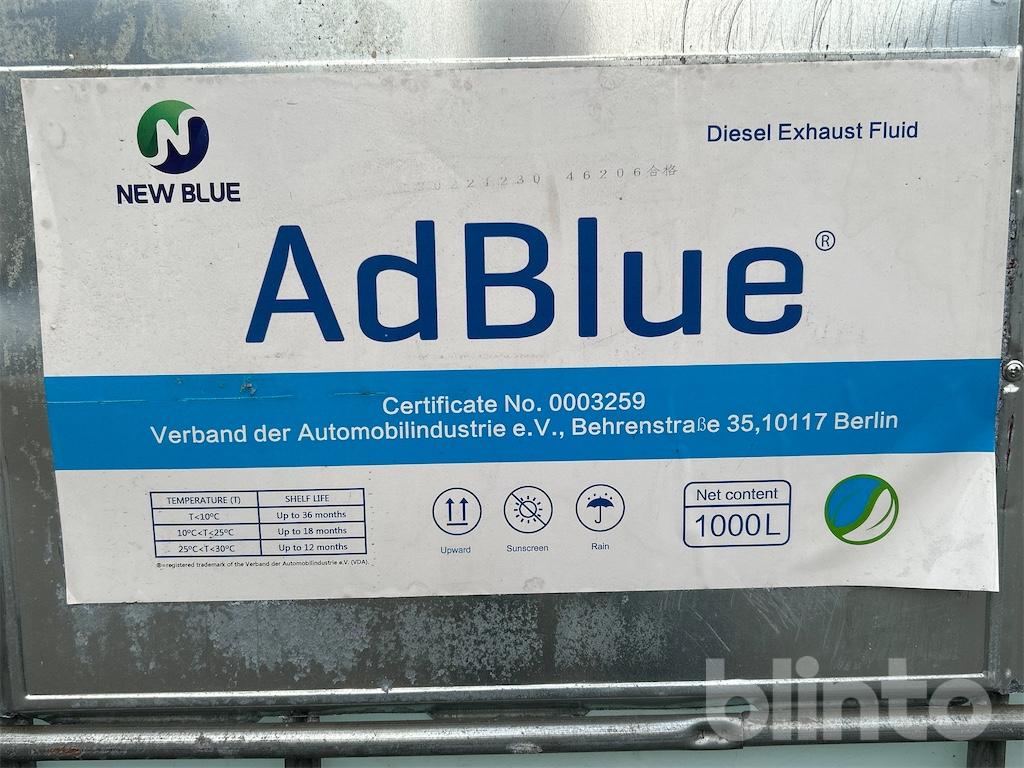 NEW BLUE
Diesel Exhaust Fluid
20221230 46206合格
AdBlue®
Certificate No. 0003259
Verband der Automobilindustrie e.V., Behrenstraße 35,10117 Berlin
TEMPERATURE (T) SHELF LIFE
T<10°C Up to 36 months
10°C<T≤25°C Up to 18 months
25°C<T<30°C Up to 12 months
®=registered trademark of the Verband der Automobilindustrie e.V. (VDA).
Upward
Sunscreen
Rain
Net content
1000L
blinto